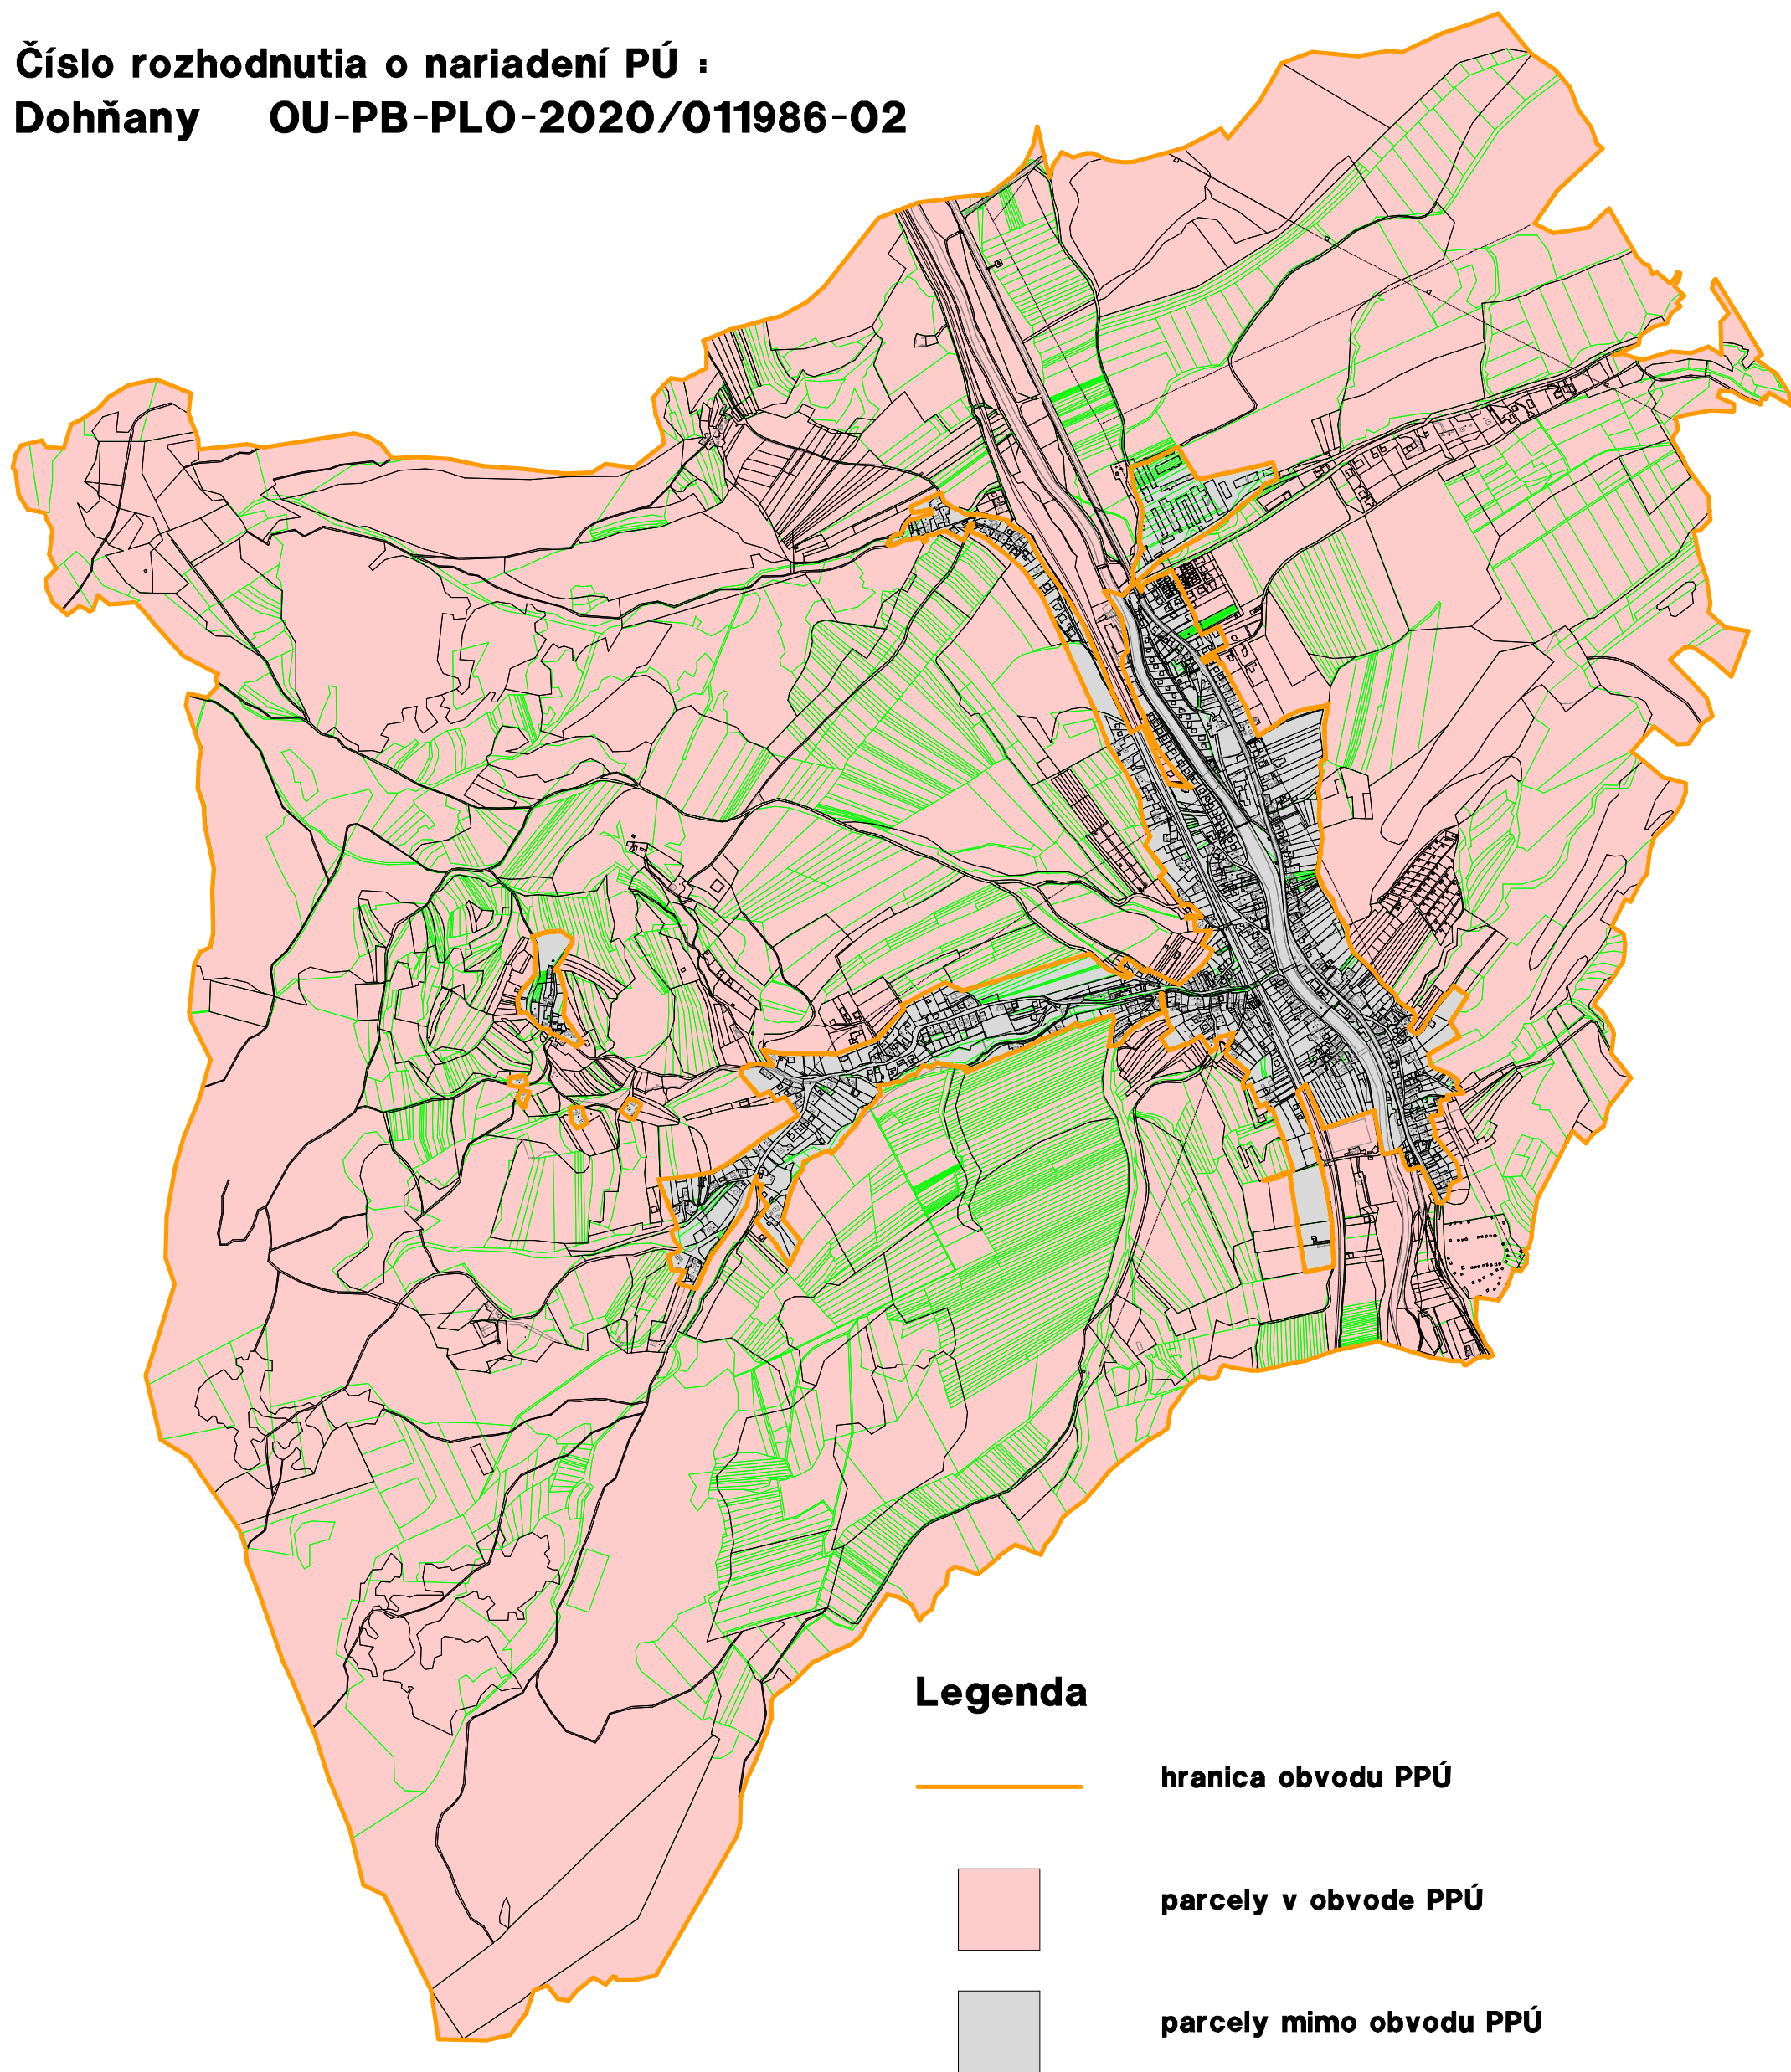 Číslo rozhodnutia o nariadení PÚ :
Dohňany OU-PB-PLO-2020/011986-02
Legenda
hranica obvodu PPÚ
parcely v obvode PPÚ
parcely mimo obvodu PPÚ